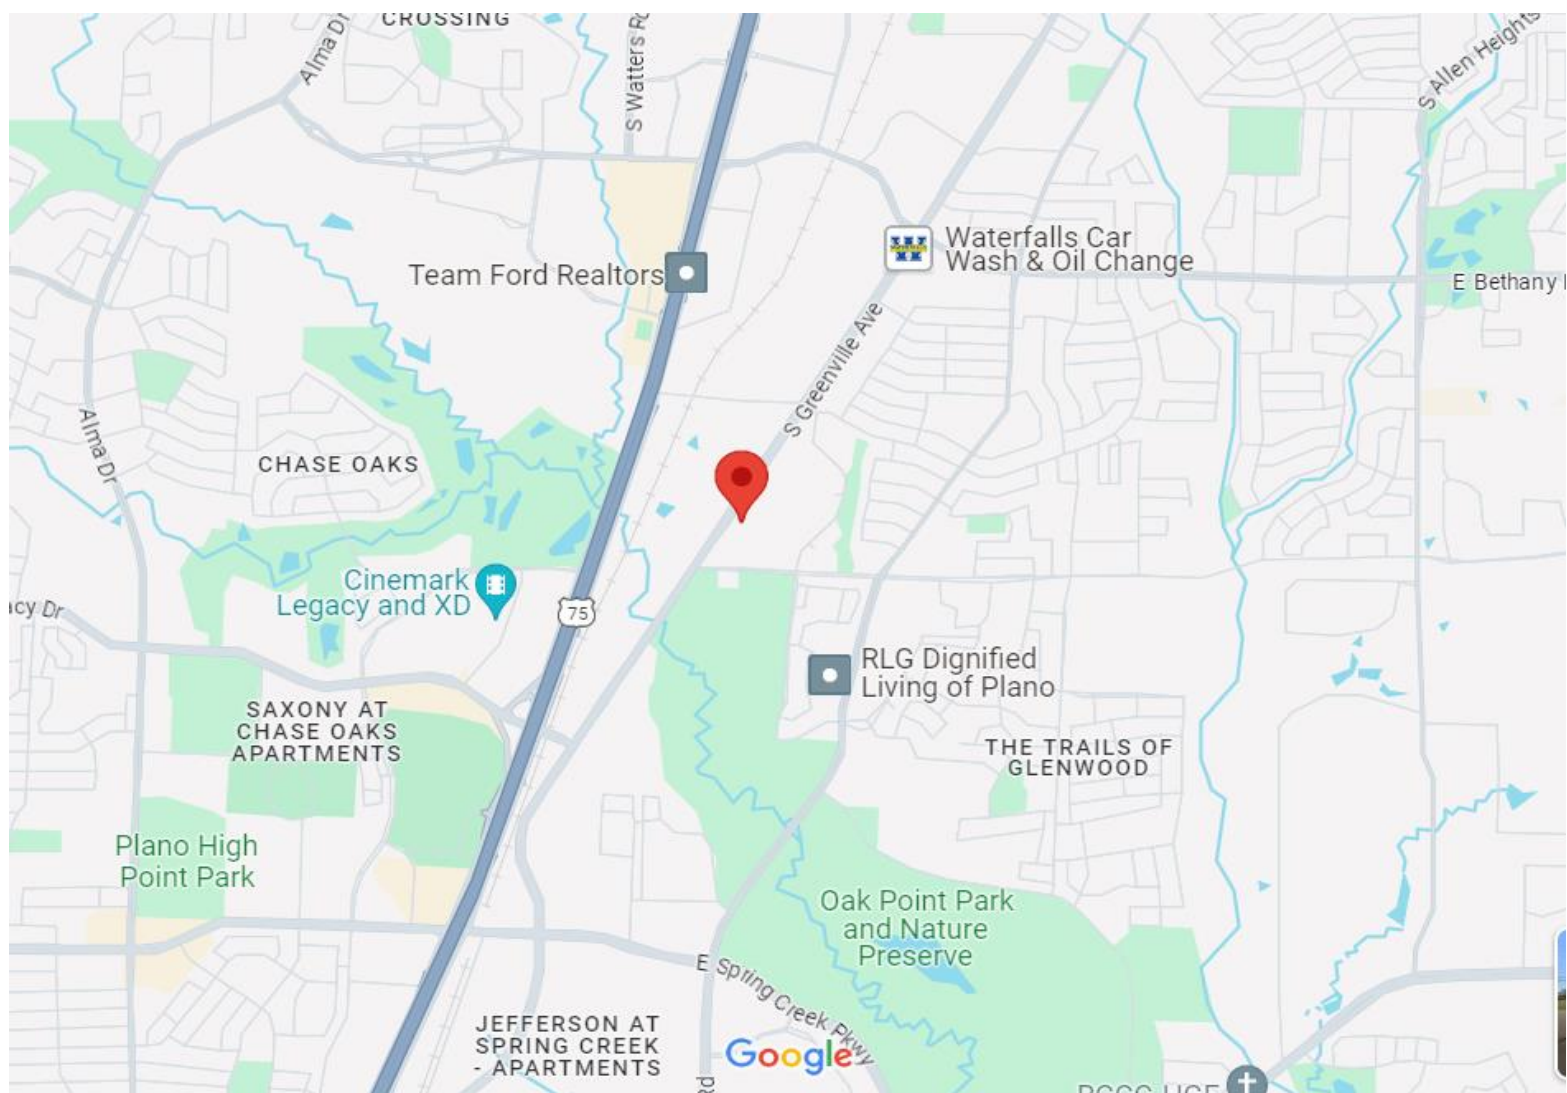 CROSSING
Alma Dr
S Watters Rd
S Allen Heights
Waterfalls Car
Wash & Oil Change
Team Ford Realtors
E Bethany
S Greenville Ave
Alma Dr
CHASE OAKS
Cinemark
Legacy and XD
75
acy Dr
RLG Dignified
Living of Plano
SAXONY AT
CHASE OAKS
APARTMENTS
THE TRAILS OF
GLENWOOD
Plano High
Point Park
Oak Point Park
and Nature
Preserve
E Spring Creek Pkwy
JEFFERSON AT
SPRING CREEK
- APARTMENTS
Google
Rd